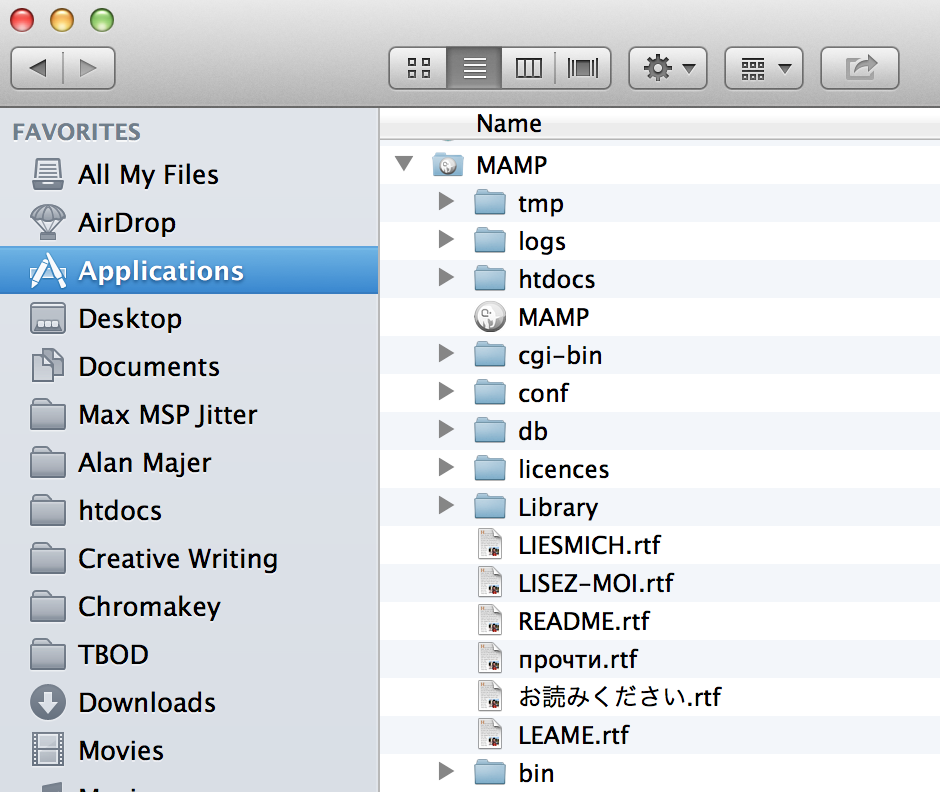 FAVORITES
All My Files
AirDrop
Applications
Desktop
Documents
Max MSP Jitter
Alan Majer
htdocs
Creative Writing
Chromakey
TBOD
Downloads
Movies
Name
MAMP
tmp
logs
htdocs
MAMP
cgi-bin
conf
db
licences
Library
LIESMICH.rtf
LISEZ-MOI.rtf
README.rtf
прочти.rtf
お読みください.rtf
LEAME.rtf
bin